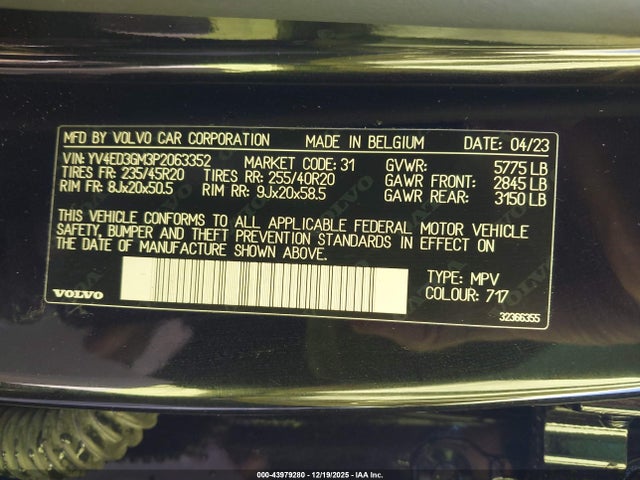 MFD BY VOLVO CAR CORPORATION MADE IN BELGIUM DATE: 04/23
VIN: YV4ED3GM3P2063352 MARKET CODE: 31 GVWR: 5775 LB
TIRES FR: 235/45R20 TIRES RR: 255/40R20 GAWR FRONT: 2845 LB
RIM FR: 8Jx20x50.5 RIM RR: 9Jx20x58.5 GAWR REAR: 3150 LB
THIS VEHICLE CONFORMS TO ALL APPLICABLE FEDERAL MOTOR VEHICLE
SAFETY, BUMPER AND THEFT PREVENTION STANDARDS IN EFFECT ON
THE DATE OF MANUFACTURE SHOWN ABOVE.
TYPE: MPV
VOLVO COLOUR: 717
32366355
000-43979280 - 12/19/2025 - IAA Inc.